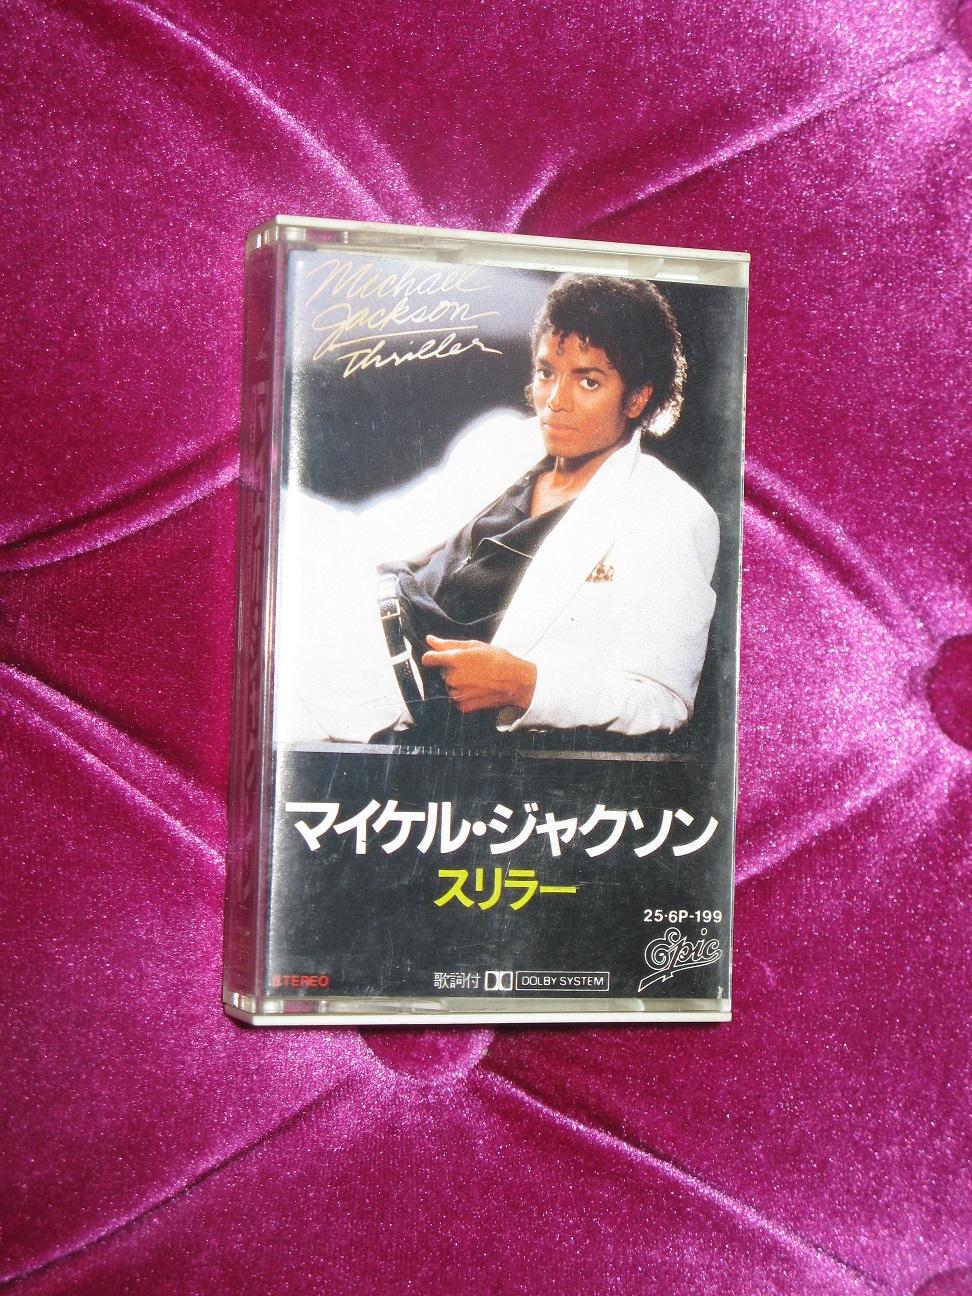 Michael
Jackson
Thriller
マイケル・ジャクソン
スリラー
25・6P-199
Epic
STEREO 歌詞付 DOLBY SYSTEM